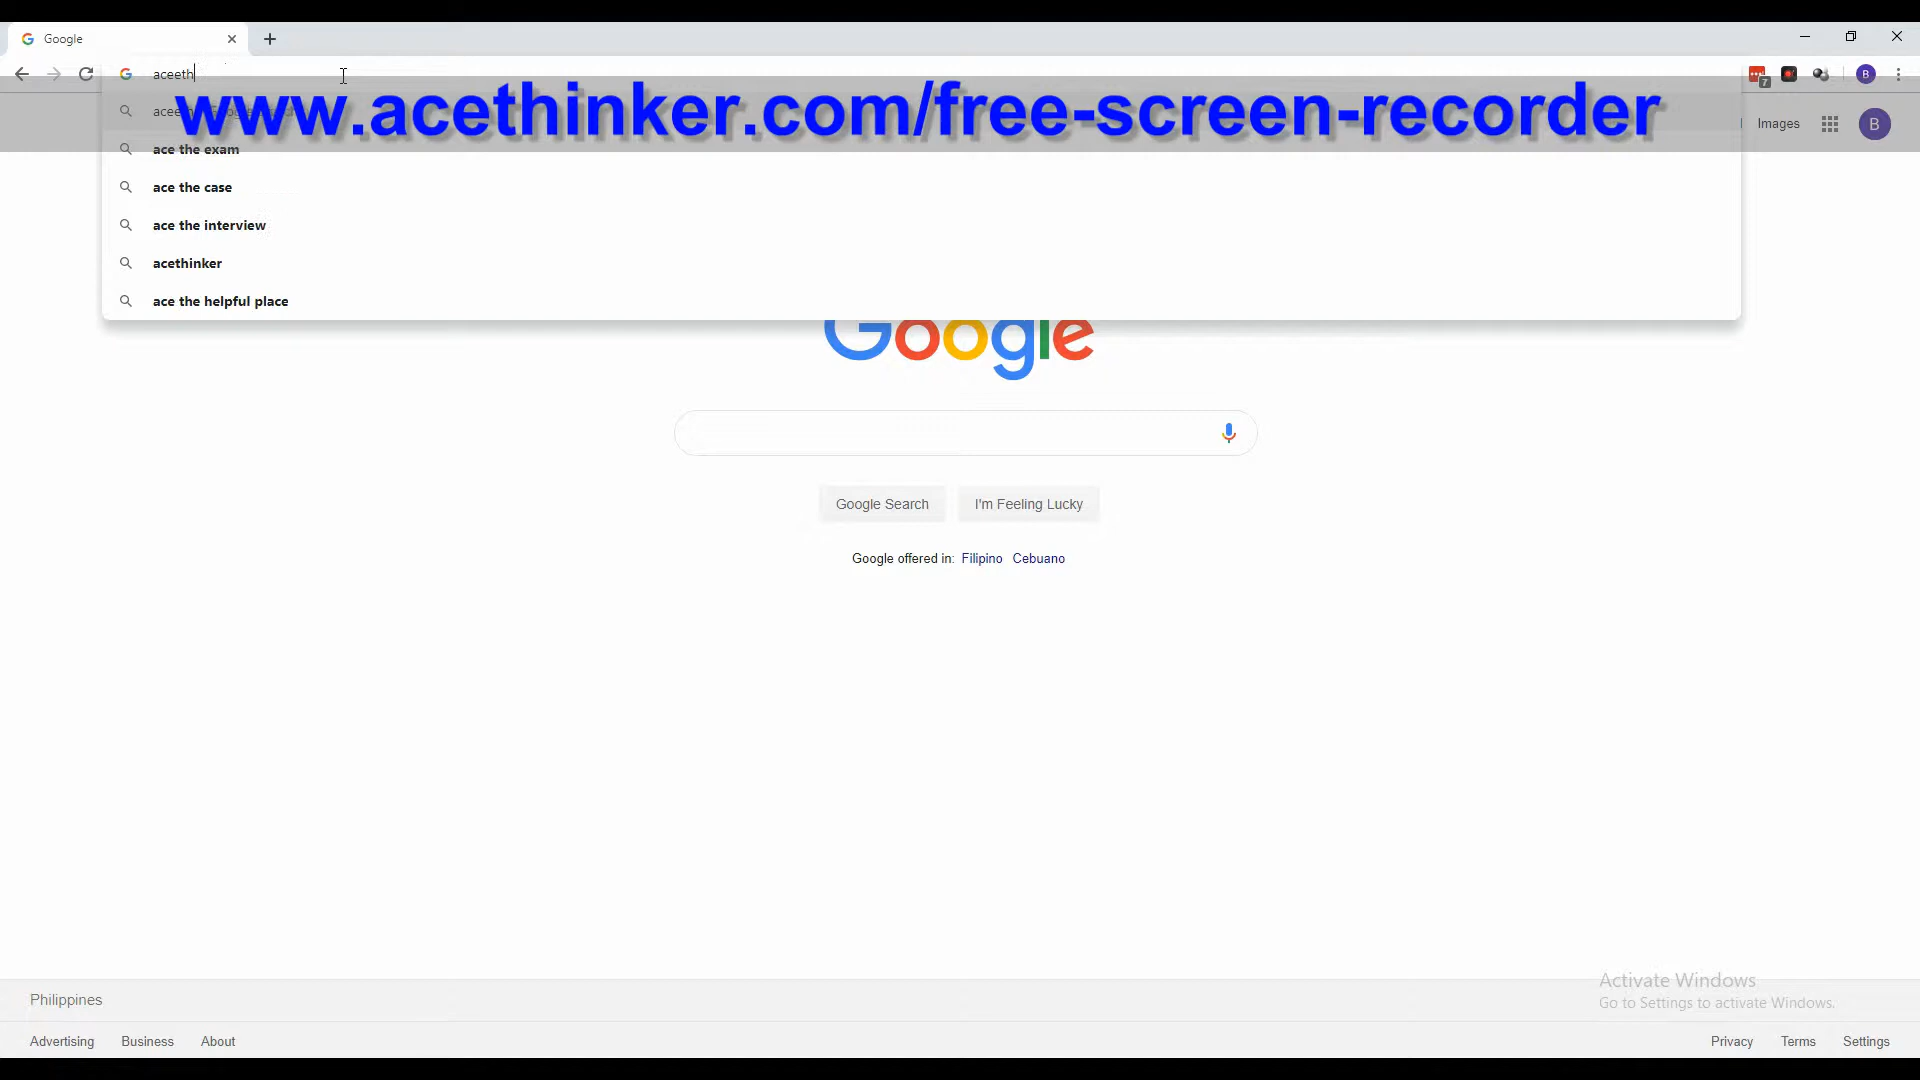 Google
aceeth
www.acethinker.com/free-screen-recorder
7
B
Images
B
ace the exam
ace the case
ace the interview
acethinker
ace the helpful place
Google
Google Search
I'm Feeling Lucky
Google offered in: Filipino Cebuano
Activate Windows
Go to Settings to activate Windows.
Philippines
Advertising Business About
Privacy Terms Settings